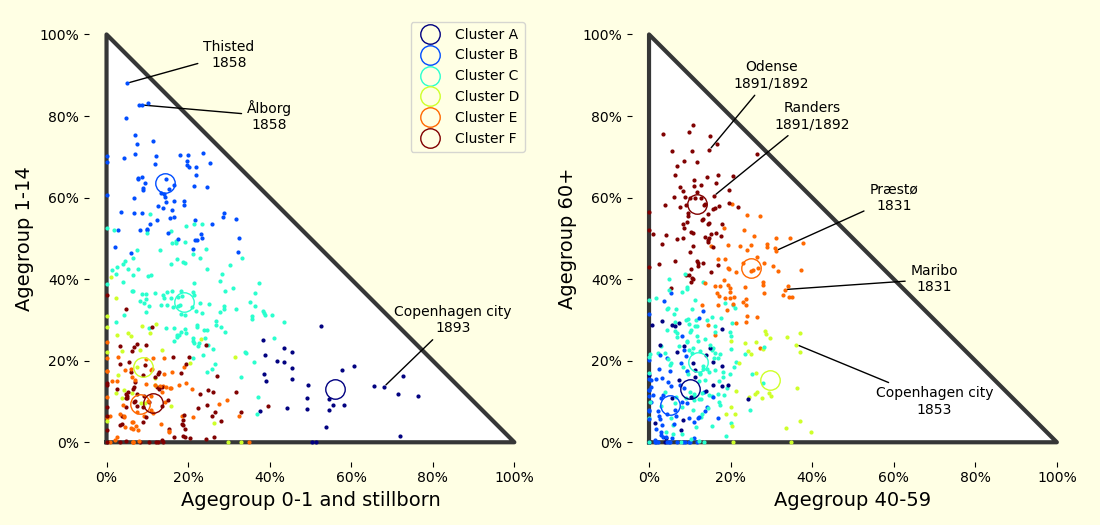 100%
80%
60%
40%
20%
0%
Agegroup 1-14
0%
20%
40%
60%
80%
100%
Agegroup 0-1 and stillborn
Thisted
1858
Ålborg
1858
Copenhagen city
1893
Cluster A
Cluster B
Cluster C
Cluster D
Cluster E
Cluster F
100%
80%
60%
40%
20%
0%
Agegroup 60+
0%
20%
40%
60%
80%
100%
Agegroup 40-59
Odense
1891/1892
Randers
1891/1892
Præstø
1831
Maribo
1831
Copenhagen city
1853